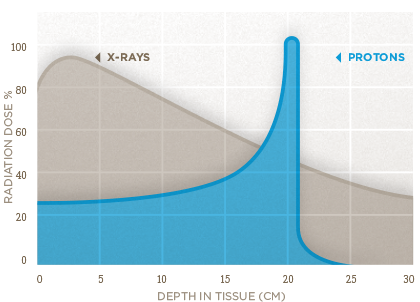 100
X-RAYS
PROTONS
80
60
40
20
0
RADIATION DOSE %
0 5 10 15 20 25 30
DEPTH IN TISSUE (CM)